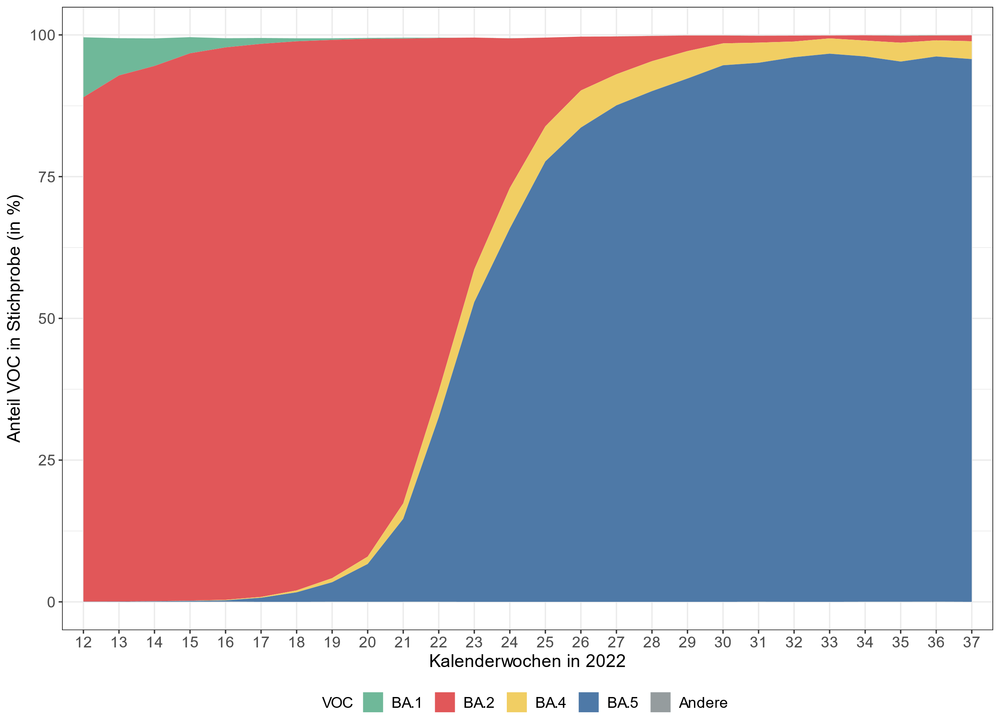 Anteil VOC in Stichprobe (in %)
100
75
50
25
0
12 13 14 15 16 17 18 19 20 21 22 23 24 25 26 27 28 29 30 31 32 33 34 35 36 37
Kalenderwochen in 2022
VOC BA.1 BA.2 BA.4 BA.5 Andere